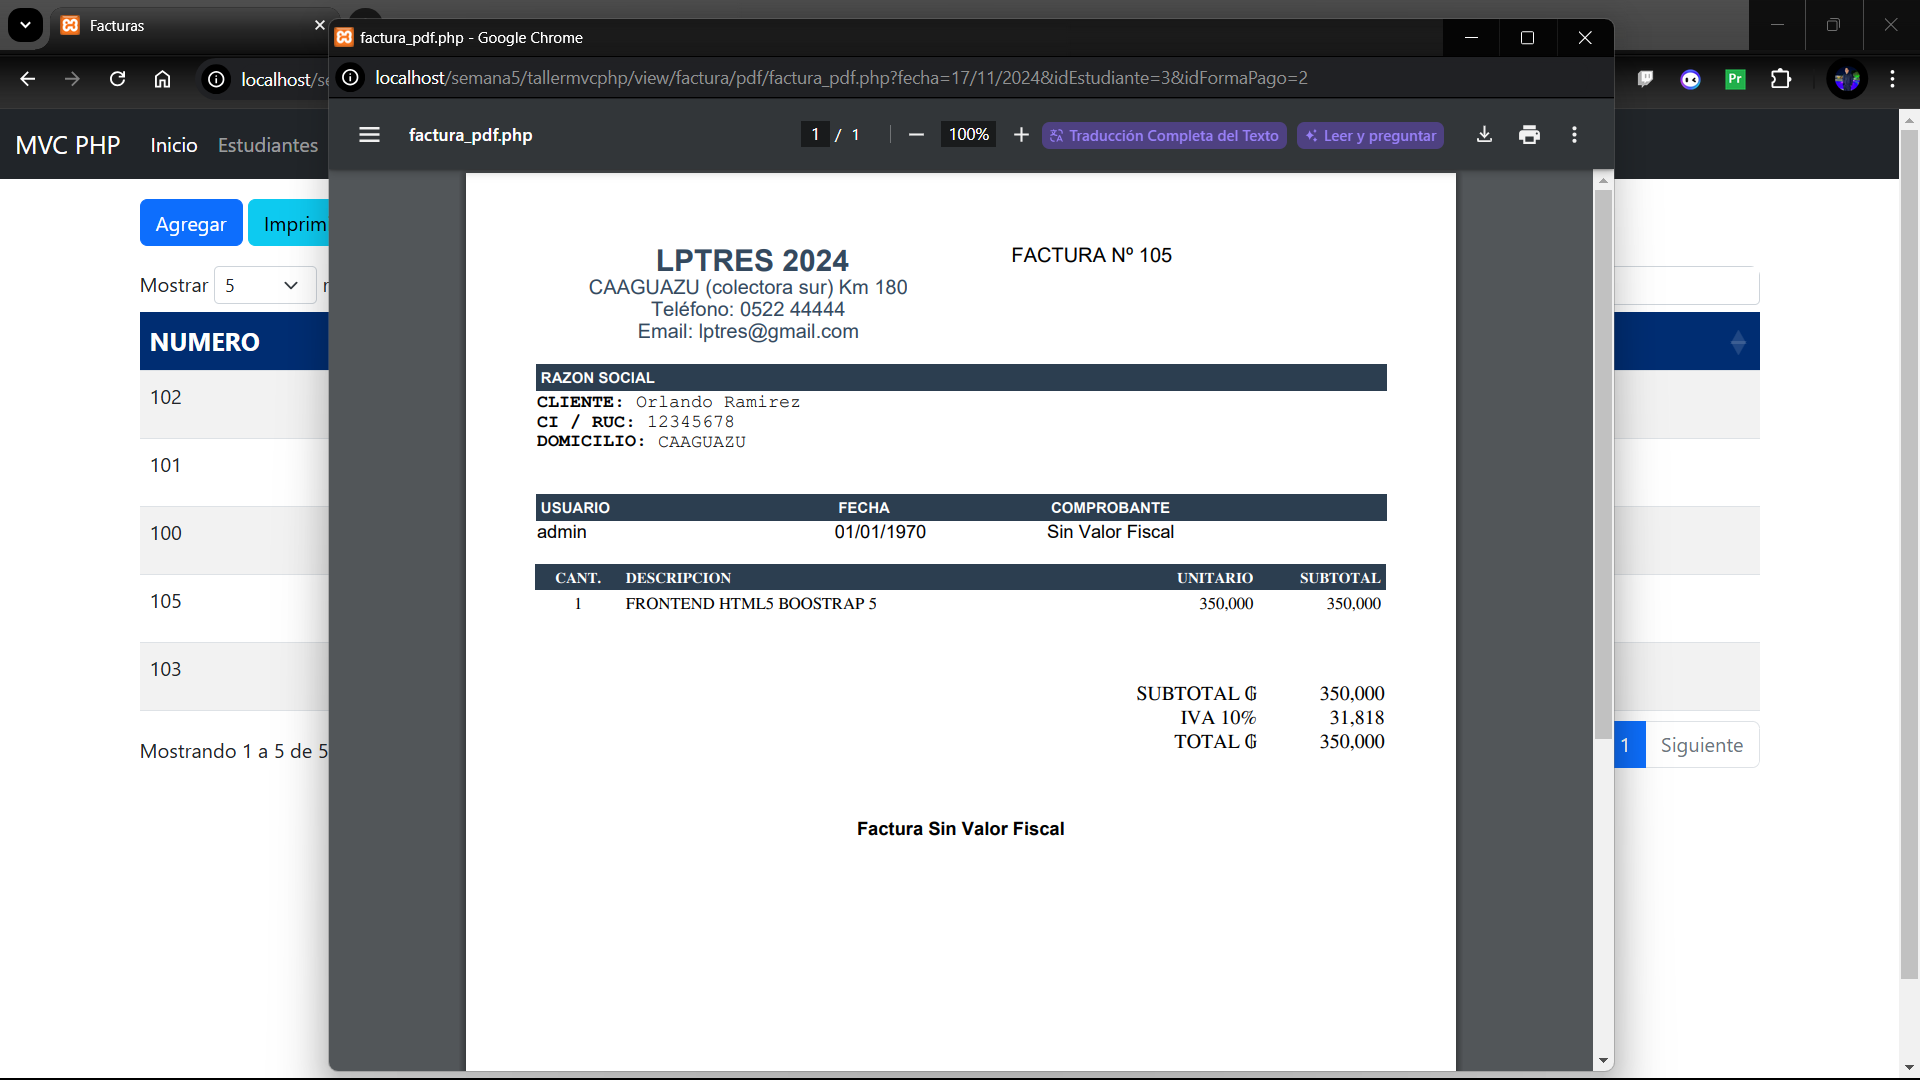 Facturas
factura_pdf.php - Google Chrome
localhost/se
localhost/semana5/tallermvcphp/view/factura/pdf/factura_pdf.php?fecha=17/11/2024&idEstudiante=3&idFormaPago=2
Pr
factura_pdf.php
1 / 1
100%
Traducción Completa del Texto
Leer y preguntar
MVC PHP
Inicio
Estudiantes
Agregar
Imprim
Mostrar 5
NUMERO
102
101
100
105
103
Mostrando 1 a 5 de 5
1
Siguiente
LPTRES 2024
FACTURA Nº 105
CAAGUAZU (colectora sur) Km 180
Teléfono: 0522 44444
Email: lptres@gmail.com
RAZON SOCIAL
CLIENTE: Orlando Ramirez
CI / RUC: 12345678
DOMICILIO: CAAGUAZU
USUARIO FECHA COMPROBANTE
admin 01/01/1970 Sin Valor Fiscal
CANT. DESCRIPCION UNITARIO SUBTOTAL
1 FRONTEND HTML5 BOOSTRAP 5 350,000 350,000
SUBTOTAL ₲ 350,000
IVA 10% 31,818
TOTAL ₲ 350,000
Factura Sin Valor Fiscal